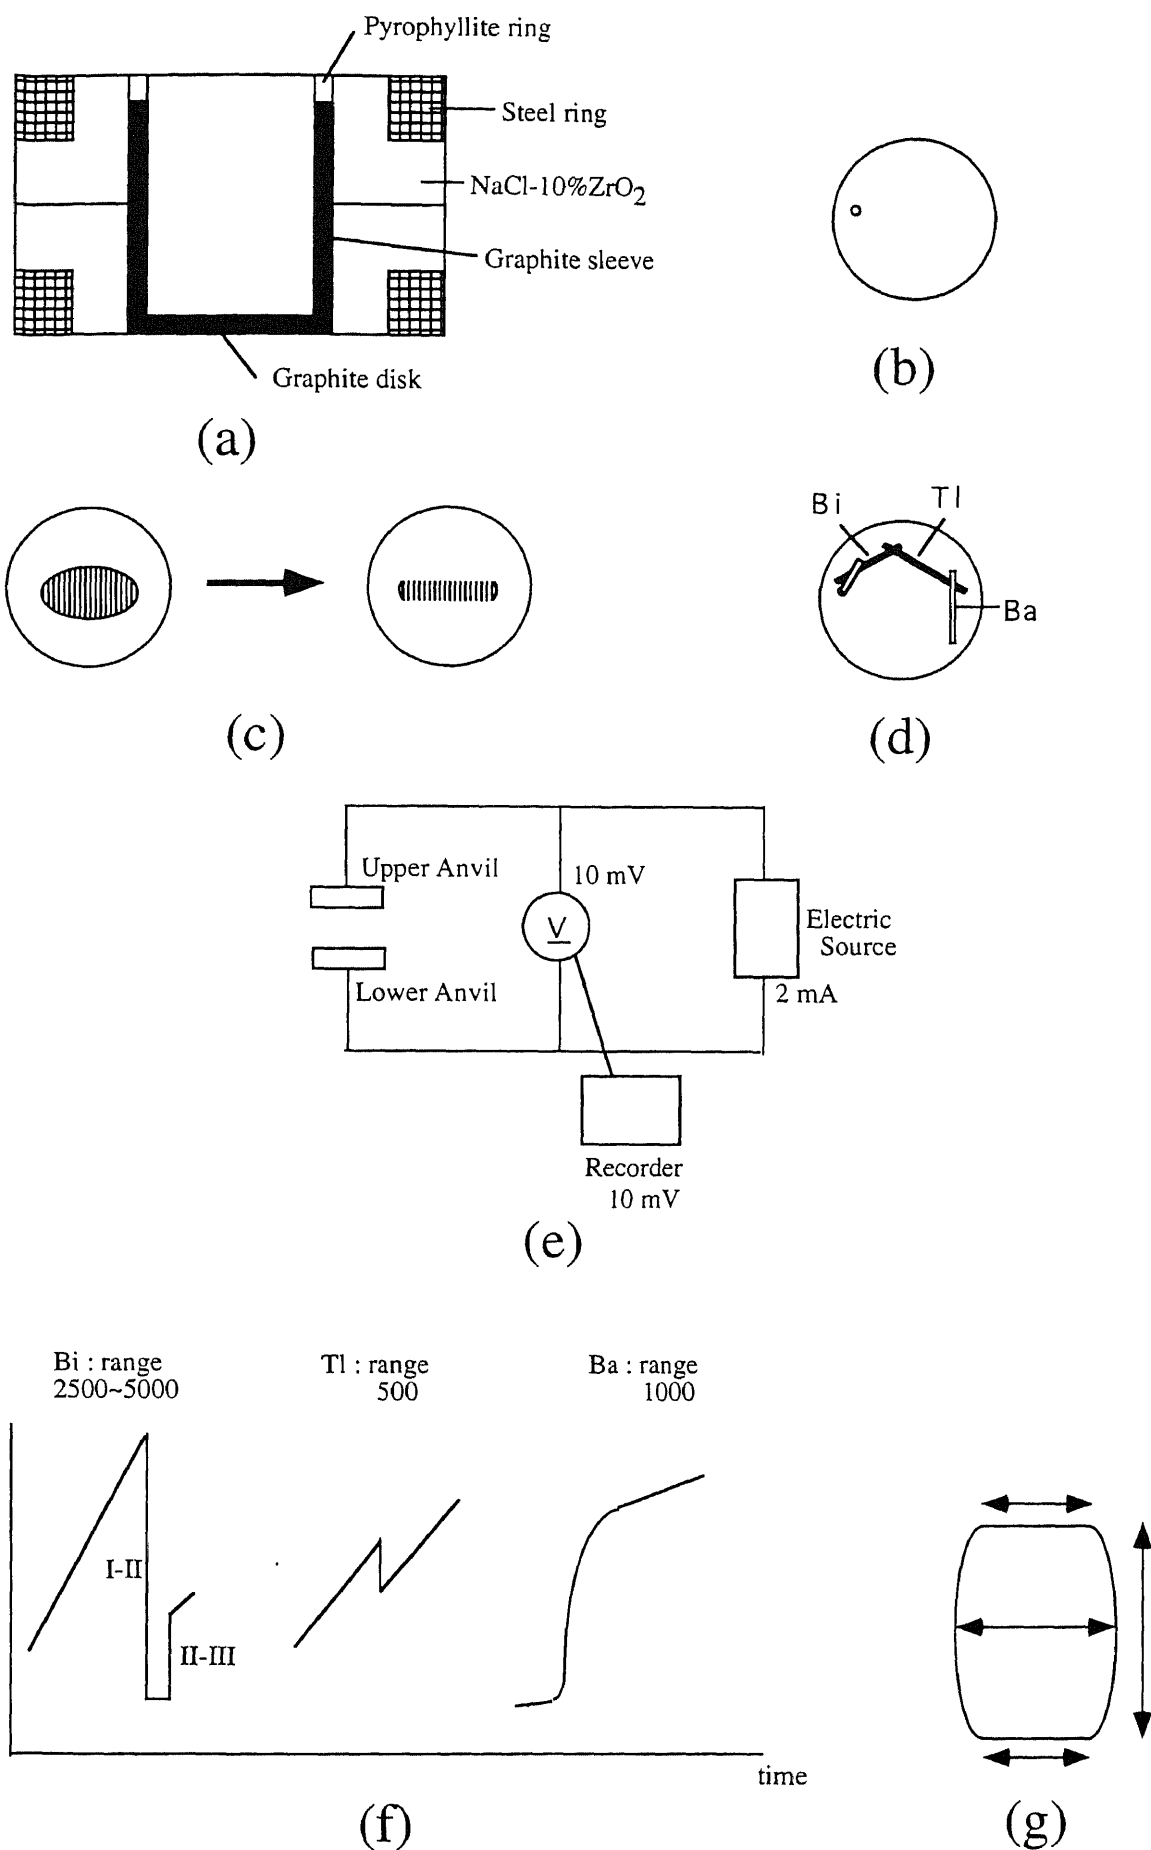 Pyrophyllite ring
Steel ring
NaCl-10%ZrO2
Graphite sleeve
Graphite disk
(a)
(b)
(c)
Bi
Tl
Ba
(d)
Upper Anvil
10 mV
V
Electric
Source
Lower Anvil
2 mA
Recorder
10 mV
(e)
Bi : range
2500~5000
Tl : range
500
Ba : range
1000
I-II
II-III
time
(f)
(g)